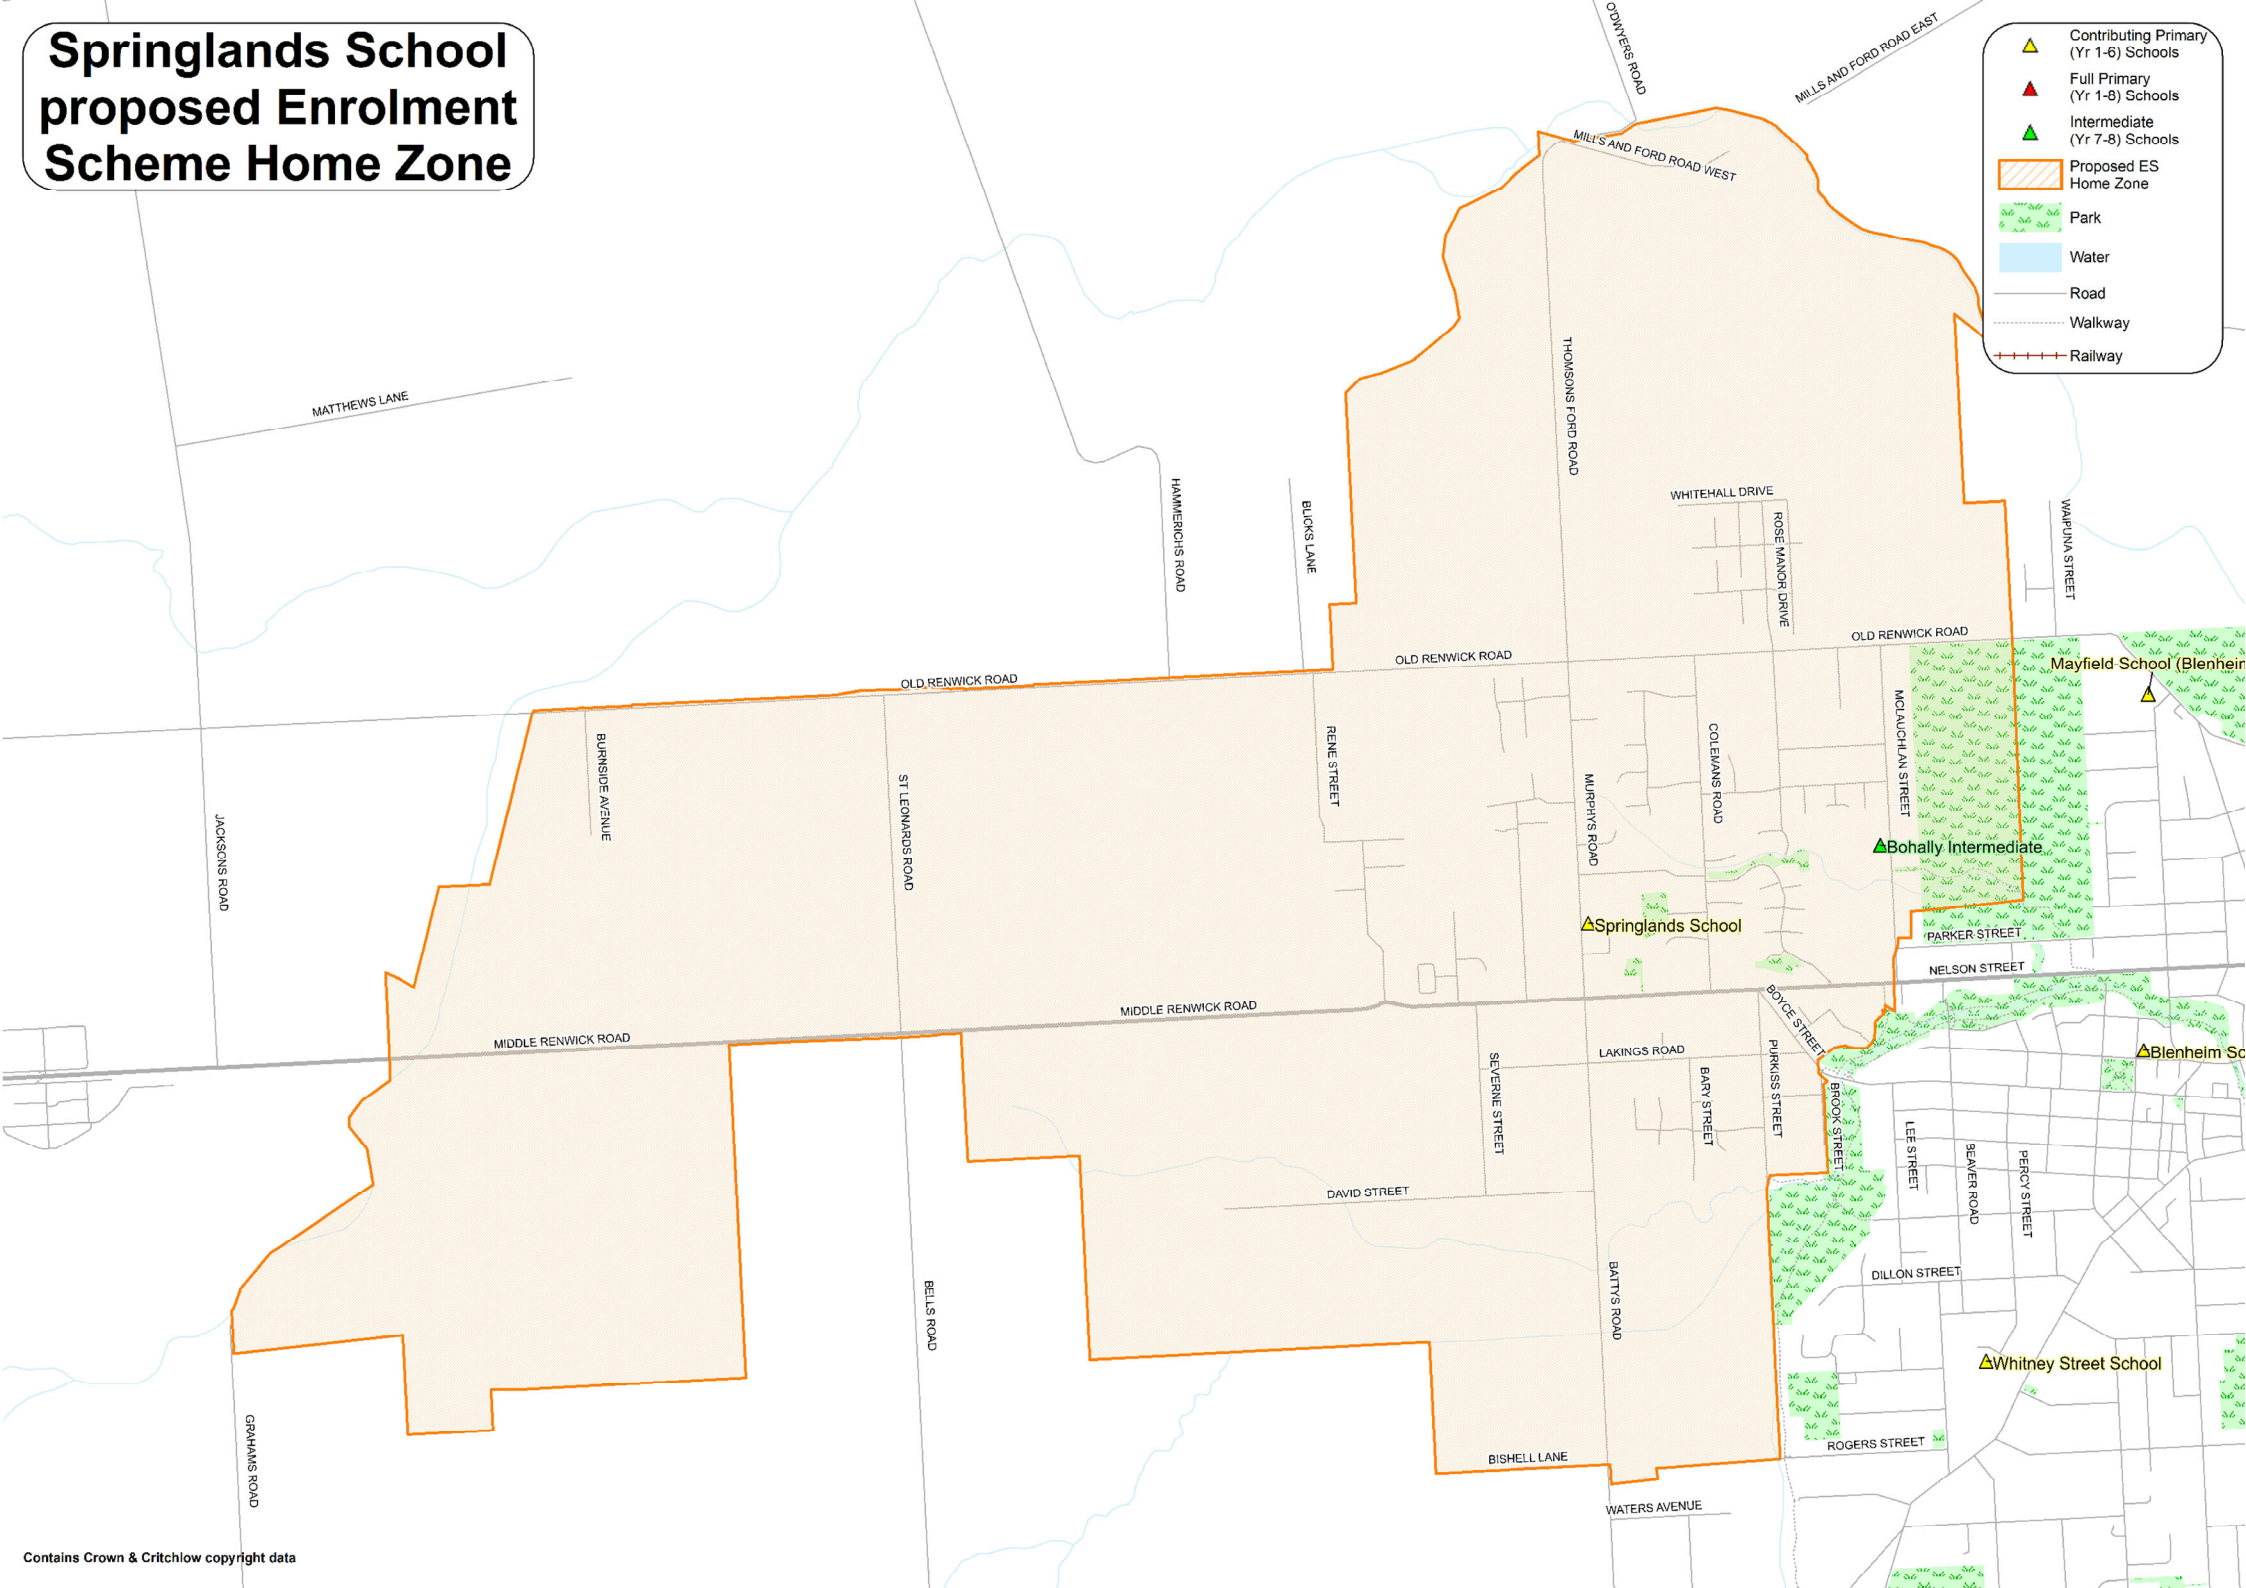 Springlands School
proposed Enrolment
Scheme Home Zone
O'DWYERS ROAD
MILLS AND FORD ROAD EAST
Contributing Primary
(Yr 1-6) Schools
Full Primary
(Yr 1-8) Schools
Intermediate
(Yr 7-8) Schools
Proposed ES
Home Zone
Park
Water
Road
Walkway
Railway
MILLS AND FORD ROAD WEST
MATTHEWS LANE
THOMSONS FORD ROAD
HAMMERICHS ROAD
BLICKS LANE
WHITEHALL DRIVE
ROSE MANOR DRIVE
WAIPUNA STREET
OLD RENWICK ROAD
OLD RENWICK ROAD
OLD RENWICK ROAD
Mayfield School (Blenheim
BURNSIDE AVENUE
ST LEONARDS ROAD
RENE STREET
MURPHYS ROAD
COLEMANS ROAD
MCLAUCHLAN STREET
JACKSONS ROAD
Bohally Intermediate
Springlands School
PARKER STREET
NELSON STREET
MIDDLE RENWICK ROAD
MIDDLE RENWICK ROAD
BOYCE STREET
LAKINGS ROAD
SEVERNE STREET
BARY STREET
PURKISS STREET
BROOK STREET
Blenheim Sc
LEE STREET
BEAVER ROAD
PERCY STREET
DAVID STREET
BELLS ROAD
BATTYS ROAD
DILLON STREET
Whitney Street School
GRAHAMS ROAD
BISHELL LANE
ROGERS STREET
WATERS AVENUE
Contains Crown & Critchlow copyright data